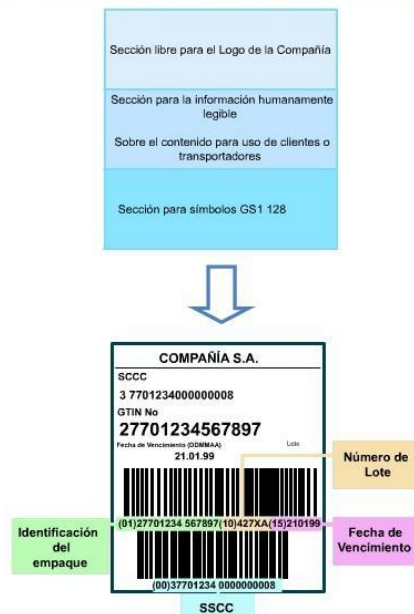 Sección libre para el Logo de la Compañía
Sección para la información humanamente
legible
Sobre el contenido para uso de clientes o
transportadores
Sección para símbolos GS1 128
COMPAÑÍA S.A.
SCCC
3 7701234000000008
GTIN No
27701234567897
Fecha de Vencimiento (DDMMAA)
Lote
21.01.99
Número de
Lote
(01)27701234 567897(10)427XA(15)210199
Identificación
del
empaque
Fecha de
Vencimiento
(00)37701234 0000000008
SSCC